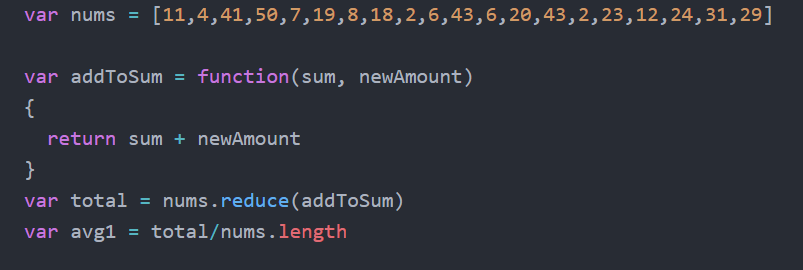 var nums = [11,4,41,50,7,19,8,18,2,6,43,6,20,43,2,23,12,24,31,29]
var addToSum = function(sum, newAmount)
{
return sum + newAmount
}
var total = nums.reduce(addToSum)
var avg1 = total/nums.length